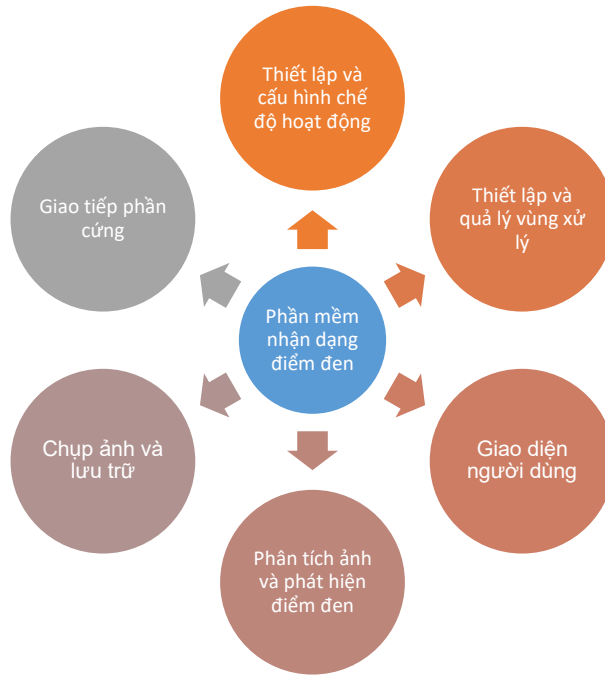 Thiết lập và
cấu hình chế
độ hoạt động
Thiết lập và
quả lý vùng xử
lý
Giao diện
người dùng
Phân tích ảnh
và phát hiện
điểm đen
Chụp ảnh và
lưu trữ
Giao tiếp phần
cứng
Phần mềm
nhận dạng
điểm đen